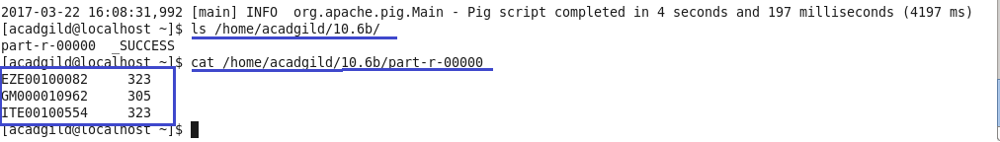 2017-03-22 16:08:31,992 [main] INFO  org.apache.pig.Main - Pig script completed in 4 seconds and 197 milliseconds (4197 ms)
[acadgild@localhost ~]$ ls /home/acadgild/10.6b/
part-r-00000  _SUCCESS
[acadgild@localhost ~]$ cat /home/acadgild/10.6b/part-r-00000
EZE00100082     323
GM000010962     305
ITE00100554     323
[acadgild@localhost ~]$